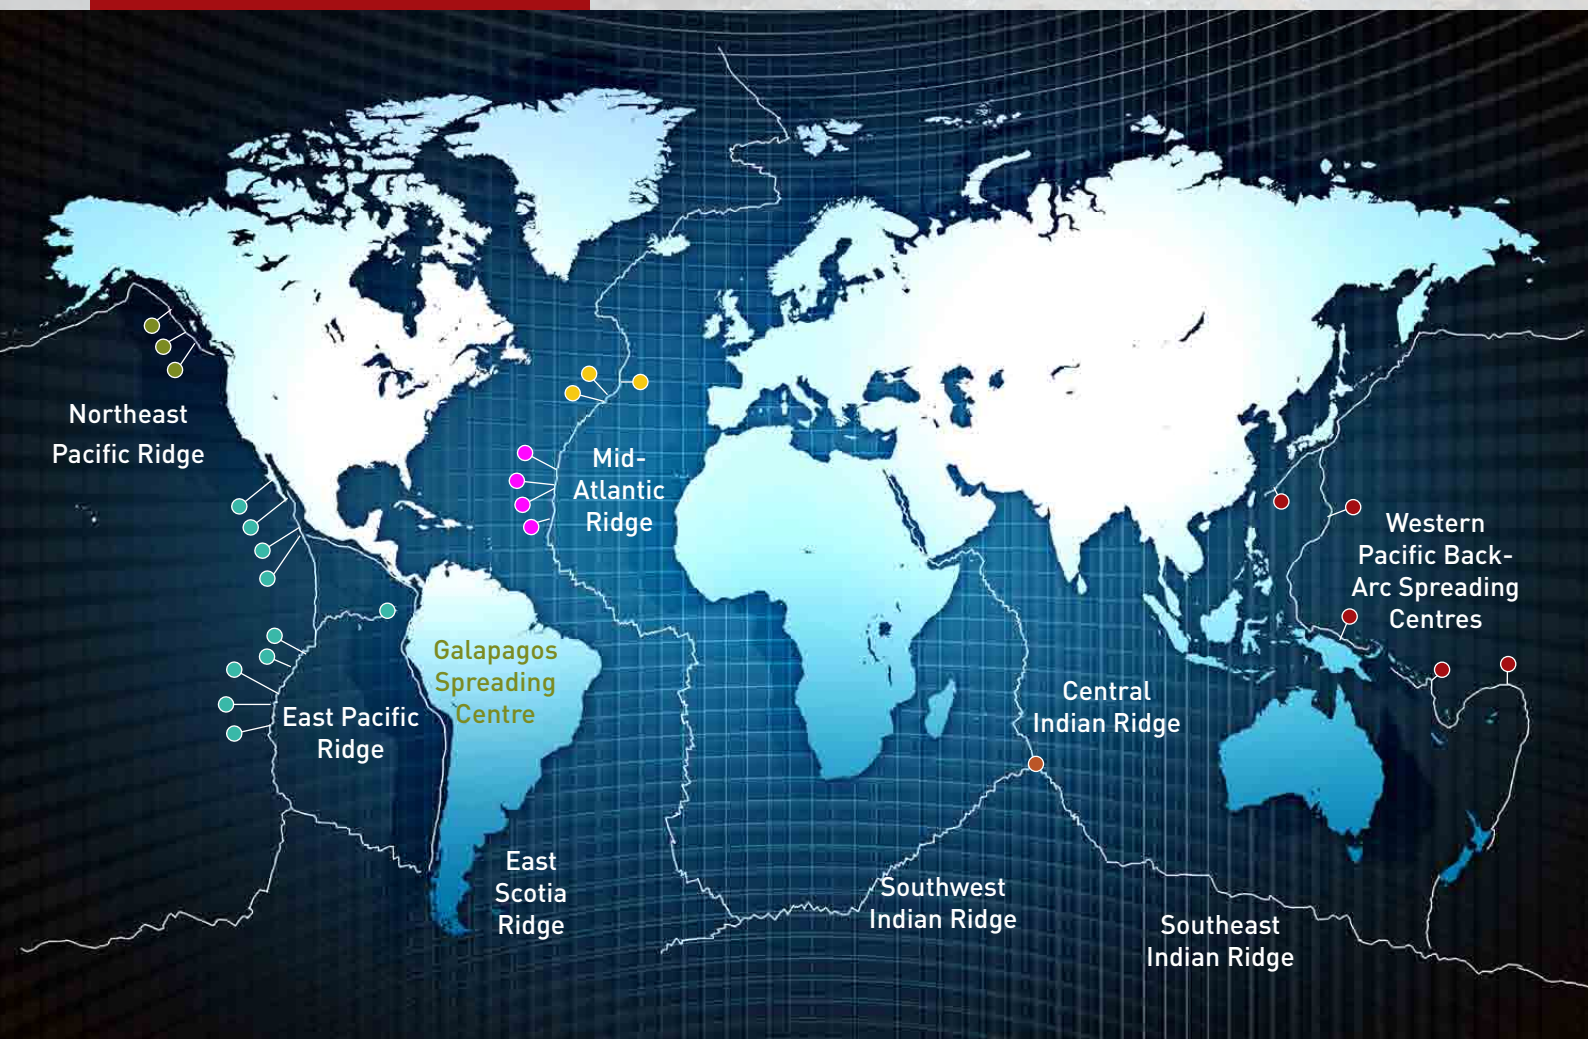 Northeast
Pacific Ridge
Mid-
Atlantic
Ridge
Western
Pacific Back-
Arc Spreading
Centres
Galapagos
Spreading
Centre
East Pacific
Ridge
Central
Indian Ridge
East
Scotia
Ridge
Southwest
Indian Ridge
Southeast
Indian Ridge